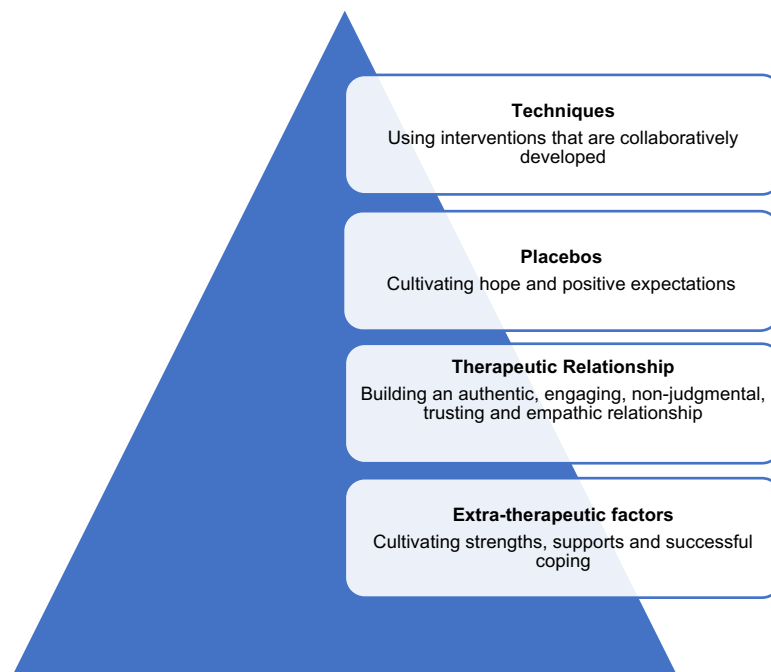 Techniques
Using interventions that are collaboratively
developed
Placebos
Cultivating hope and positive expectations
Therapeutic Relationship
Building an authentic, engaging, non-judgmental,
trusting and empathic relationship
Extra-therapeutic factors
Cultivating strengths, supports and successful
coping